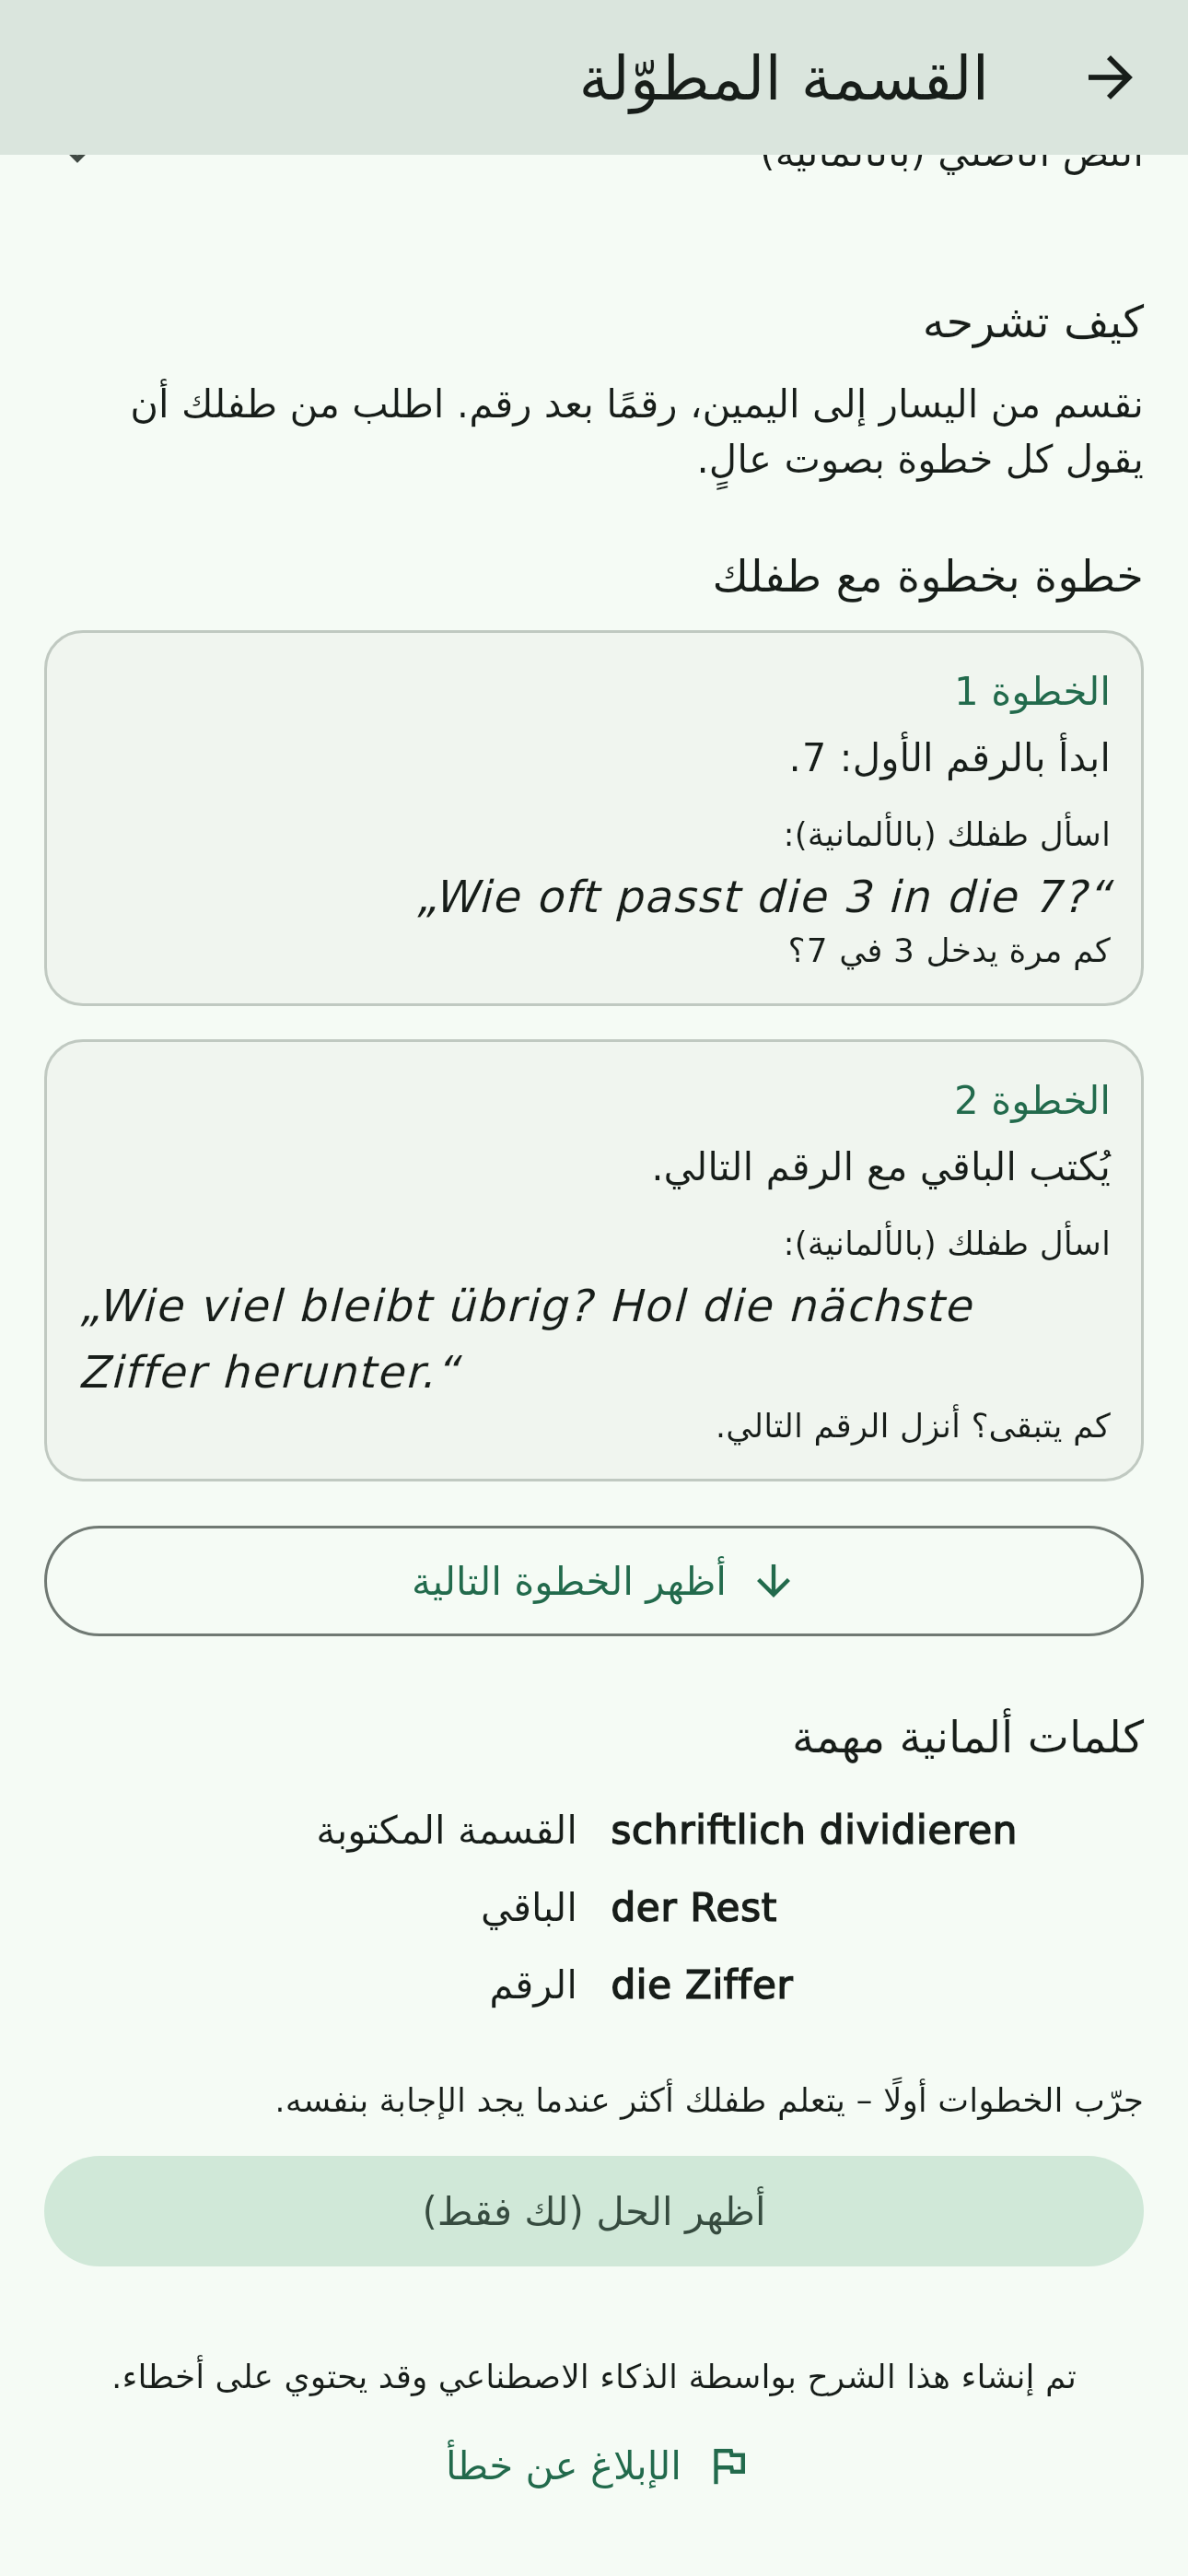 القسمة المطوّلة
النص الأصلي (بالألمانية)
كيف تشرحه
نقسم من اليسار إلى اليمين، رقمًا بعد رقم. اطلب من طفلك أن
يقول كل خطوة بصوت عالٍ.
خطوة بخطوة مع طفلك
الخطوة 1
ابدأ بالرقم الأول: 7.
اسأل طفلك (بالألمانية):
„Wie oft passt die 3 in die 7?“
كم مرة يدخل 3 في 7؟
الخطوة 2
يُكتب الباقي مع الرقم التالي.
اسأل طفلك (بالألمانية):
„Wie viel bleibt übrig? Hol die nächste
Ziffer herunter.“
كم يتبقى؟ أنزل الرقم التالي.
أظهر الخطوة التالية
كلمات ألمانية مهمة
schriftlich dividieren القسمة المكتوبة
der Rest الباقي
die Ziffer الرقم
جرّب الخطوات أولًا – يتعلم طفلك أكثر عندما يجد الإجابة بنفسه.
أظهر الحل (لك فقط)
تم إنشاء هذا الشرح بواسطة الذكاء الاصطناعي وقد يحتوي على أخطاء.
الإبلاغ عن خطأ